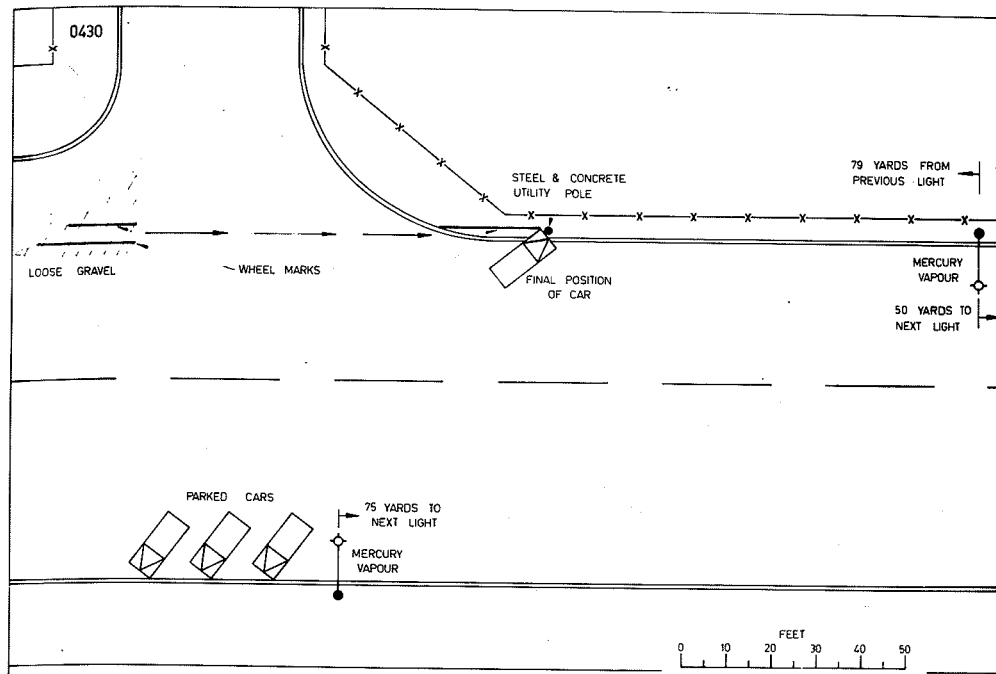 0430
STEEL & CONCRETE
UTILITY POLE
79 YARDS FROM
PREVIOUS LIGHT
LOOSE GRAVEL
WHEEL MARKS
FINAL POSITION
OF CAR
MERCURY
VAPOUR
50 YARDS TO
NEXT LIGHT
PARKED CARS
75 YARDS TO
NEXT LIGHT
MERCURY
VAPOUR
FEET
0 10 20 30 40 50